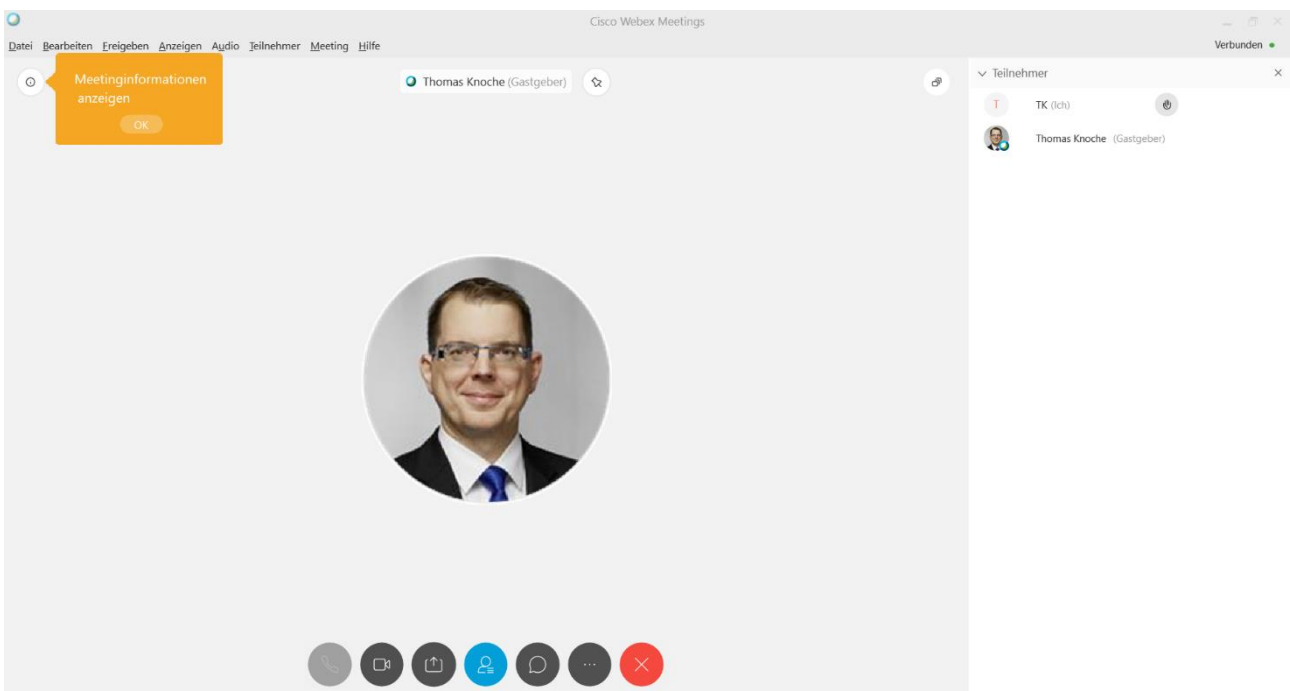 Cisco Webex Meetings
Datei Bearbeiten Freigeben Anzeigen Audio Teilnehmer Meeting Hilfe
Verbunden
Meetinginformationen
anzeigen
OK
Thomas Knoche (Gastgeber)
Teilnehmer
T TK (Ich)
Thomas Knoche (Gastgeber)